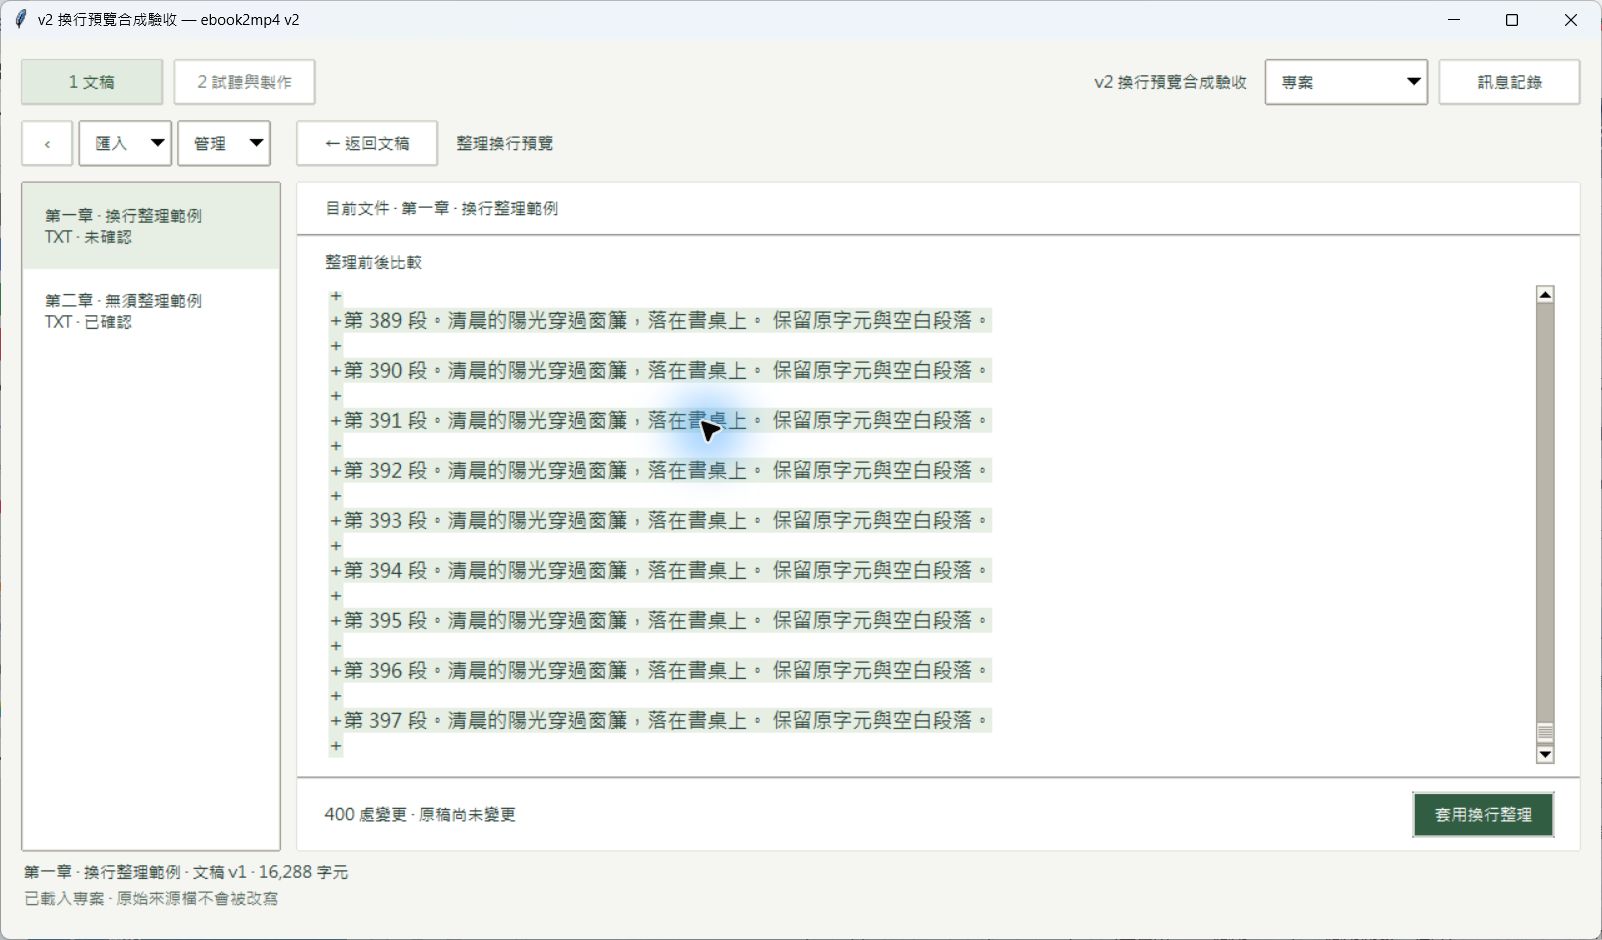 v2 換行預覽合成驗收 — ebook2mp4 v2
1 文稿
2 試聽與製作
v2 換行預覽合成驗收
專案
訊息記錄
‹
匯入
管理
← 返回文稿
整理換行預覽
第一章 · 換行整理範例
TXT · 未確認
第二章 · 無須整理範例
TXT · 已確認
目前文件 · 第一章 · 換行整理範例
整理前後比較
+
+第 389 段。清晨的陽光穿過窗簾，落在書桌上。 保留原字元與空白段落。
+
+第 390 段。清晨的陽光穿過窗簾，落在書桌上。 保留原字元與空白段落。
+
+第 391 段。清晨的陽光穿過窗簾，落在書桌上。 保留原字元與空白段落。
+
+第 392 段。清晨的陽光穿過窗簾，落在書桌上。 保留原字元與空白段落。
+
+第 393 段。清晨的陽光穿過窗簾，落在書桌上。 保留原字元與空白段落。
+
+第 394 段。清晨的陽光穿過窗簾，落在書桌上。 保留原字元與空白段落。
+
+第 395 段。清晨的陽光穿過窗簾，落在書桌上。 保留原字元與空白段落。
+
+第 396 段。清晨的陽光穿過窗簾，落在書桌上。 保留原字元與空白段落。
+
+第 397 段。清晨的陽光穿過窗簾，落在書桌上。 保留原字元與空白段落。
+
400 處變更 · 原稿尚未變更
套用換行整理
第一章 · 換行整理範例 · 文稿 v1 · 16,288 字元
已載入專案 · 原始來源檔不會被改寫